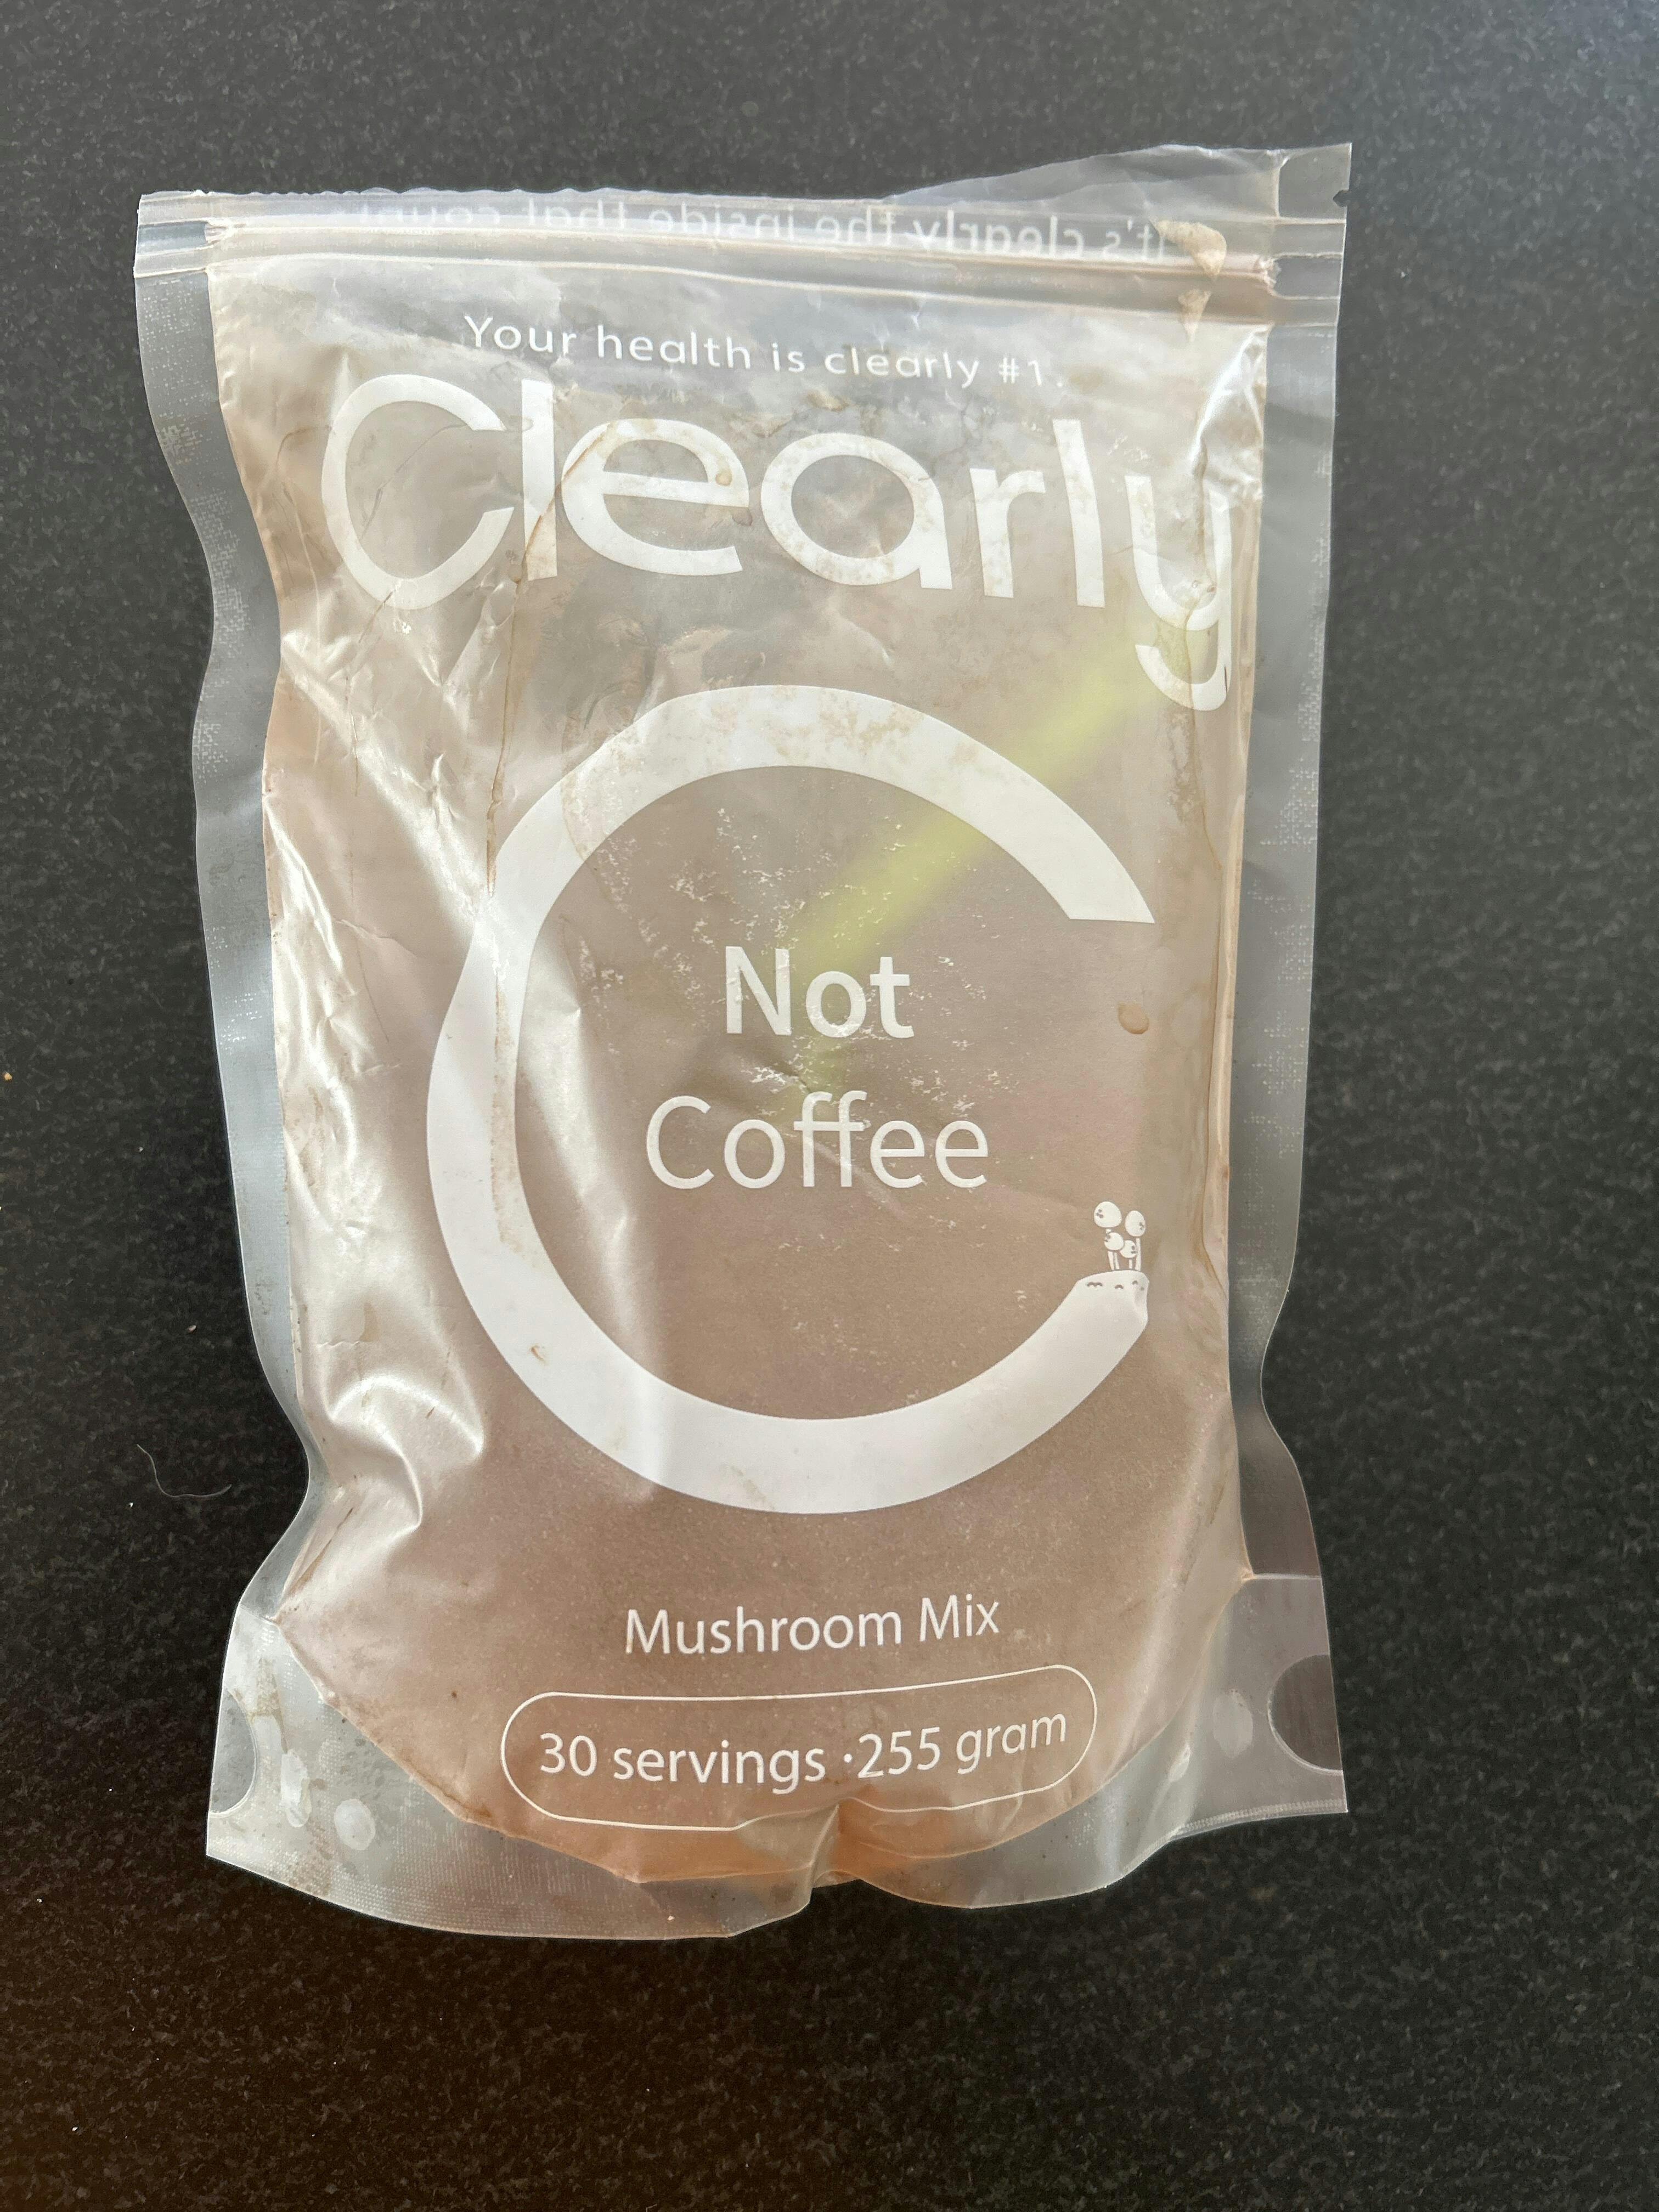 It's clearly the inside that count
Your health is clearly #1.
Clearly
Not
Coffee
Mushroom Mix
30 servings · 255 gram